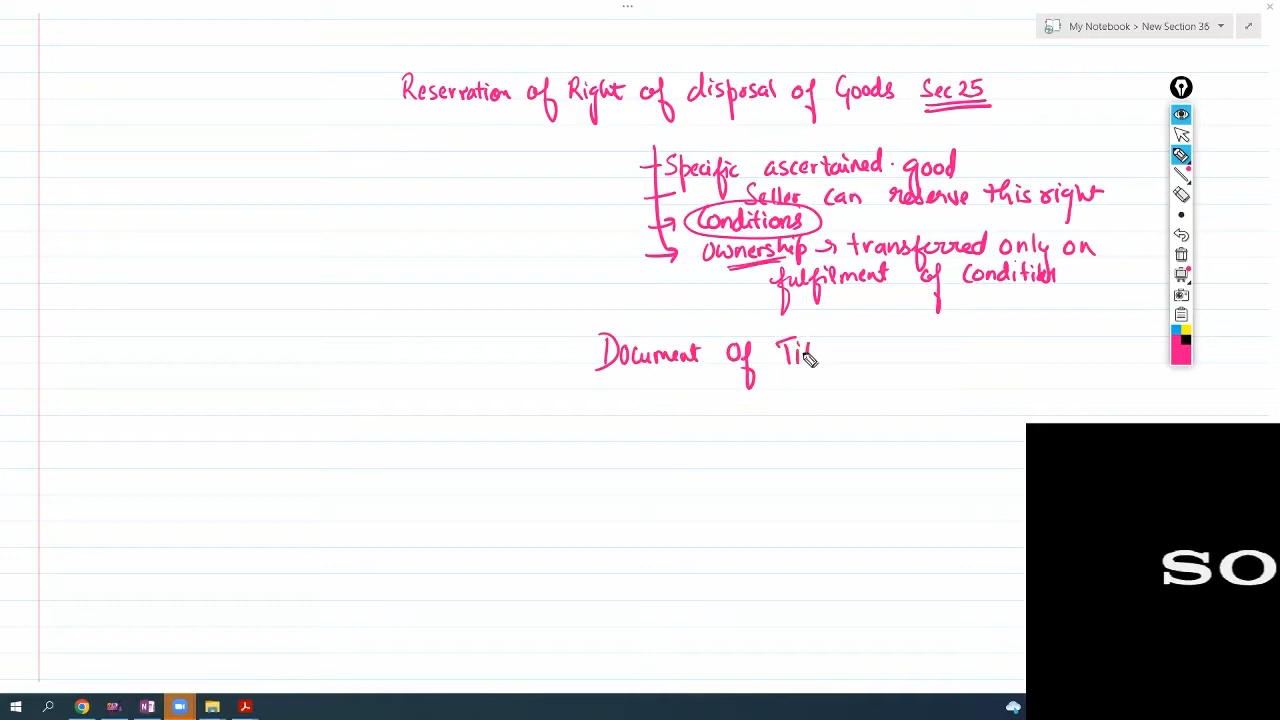 My Notebook > New Section 36
Reservation of Right of disposal of Goods Sec 25
Specific ascertained good
Seller can reserve this right
Conditions
Ownership → transferred only on
fulfilment of Condition
Document Of Tit
SO